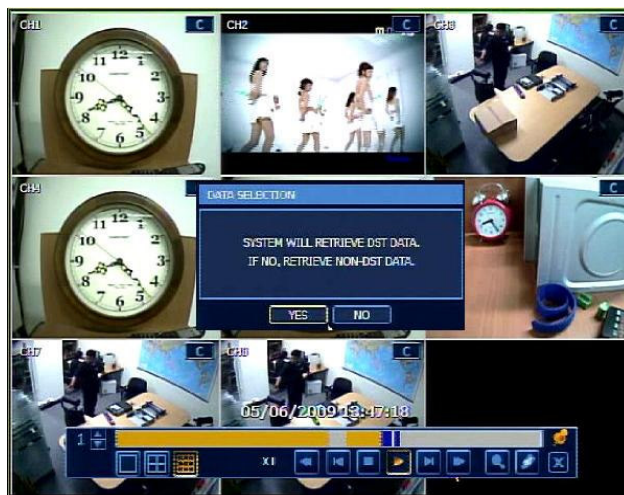 CH1 C
CH2 C
CH3 C
CH4
C
DATA SELECTION
SYSTEM WILL RETRIEVE DST DATA.
IF NO, RETRIEVE NON-DST DATA.
YES NO
CH7 C
CH8 C
05/06/2009 13:47:18
1
X1